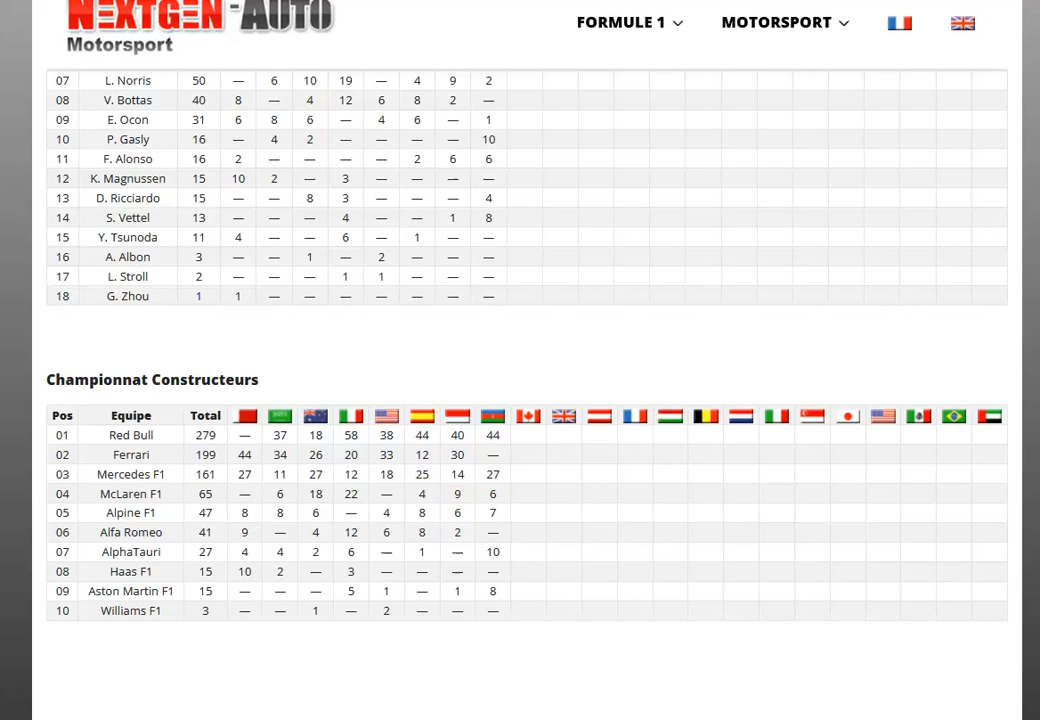 NEXTGEN-AUTO
Motorsport
FORMULE 1
MOTORSPORT
07 L. Norris 50 — 6 10 19 — 4 9 2
08 V. Bottas 40 8 — 4 12 6 8 2 —
09 E. Ocon 31 6 8 6 — 4 6 — 1
10 P. Gasly 16 — 4 2 — — — — 10
11 F. Alonso 16 2 — — — — 2 6 6
12 K. Magnussen 15 10 2 — 3 — — — —
13 D. Ricciardo 15 — — 8 3 — — — 4
14 S. Vettel 13 — — — 4 — — 1 8
15 Y. Tsunoda 11 4 — — 6 — 1 — —
16 A. Albon 3 — — 1 — 2 — — —
17 L. Stroll 2 — — — 1 1 — — —
18 G. Zhou 1 1 — — — — — — —
Championnat Constructeurs
Pos Equipe Total
01 Red Bull 279 — 37 18 58 38 44 40 44
02 Ferrari 199 44 34 26 20 33 12 30 —
03 Mercedes F1 161 27 11 27 12 18 25 14 27
04 McLaren F1 65 — 6 18 22 — 4 9 6
05 Alpine F1 47 8 8 6 — 4 8 6 7
06 Alfa Romeo 41 9 — 4 12 6 8 2 —
07 AlphaTauri 27 4 4 2 6 — 1 — 10
08 Haas F1 15 10 2 — 3 — — — —
09 Aston Martin F1 15 — — — 5 1 — 1 8
10 Williams F1 3 — — 1 — 2 — — —